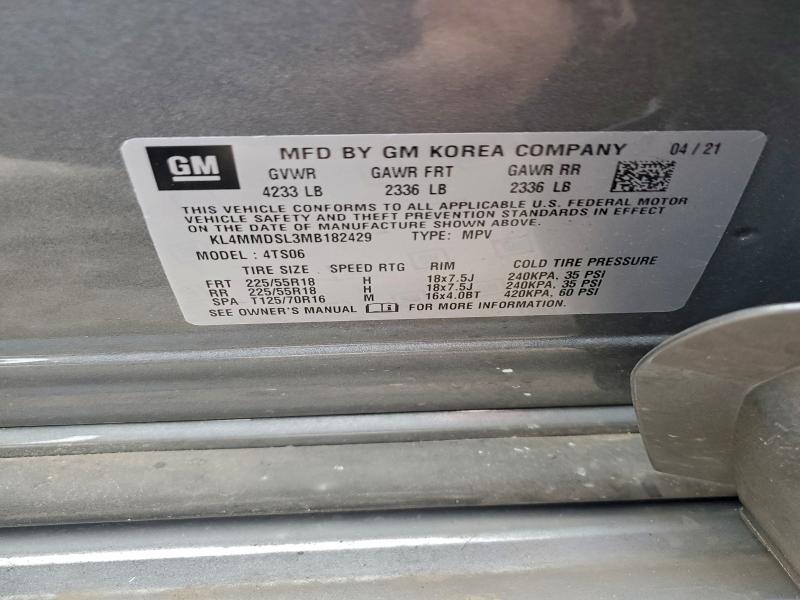 GM MFD BY GM KOREA COMPANY 04 / 21
GVWR GAWR FRT GAWR RR
4233 LB 2336 LB 2336 LB
THIS VEHICLE CONFORMS TO ALL APPLICABLE U.S. FEDERAL MOTOR
VEHICLE SAFETY AND THEFT PREVENTION STANDARDS IN EFFECT
ON THE DATE OF MANUFACTURE SHOWN ABOVE.
KL4MMDSL3MB182429 TYPE: MPV
MODEL : 4TS06
TIRE SIZE SPEED RTG RIM COLD TIRE PRESSURE
FRT 225/55R18 H 18x7.5J 240KPA, 35 PSI
RR 225/55R18 H 18x7.5J 240KPA, 35 PSI
SPA T125/70R16 M 16x4.0BT 420KPA, 60 PSI
SEE OWNER'S MANUAL FOR MORE INFORMATION.